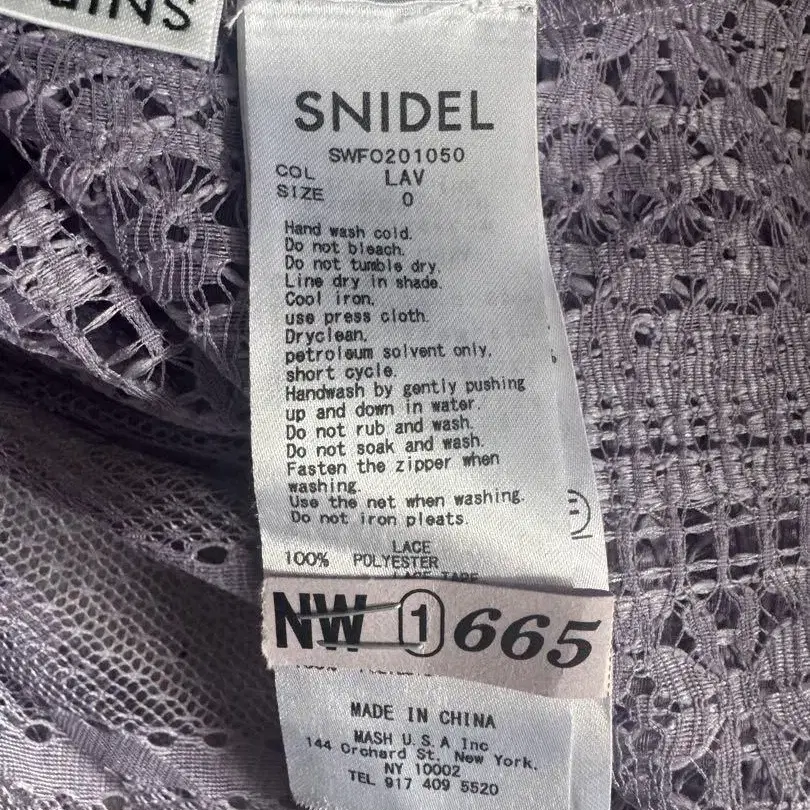 SNIDEL
SWFO201050
COL LAV
SIZE 0
Hand wash cold.
Do not bleach.
Do not tumble dry.
Line dry in shade.
Cool iron.
use press cloth.
Dryclean.
petroleum solvent only.
short cycle.
Handwash by gently pushing
up and down in water.
Do not rub and wash.
Do not soak and wash.
Fasten the zipper when
washing.
Use the net when washing.
Do not iron pleats.
LACE
100% POLYESTER
LACE TAPE
NW 1 665
MADE IN CHINA
MASH U.S.A Inc
144 Orchard St. New York.
NY 10002
TEL 917 409 5520